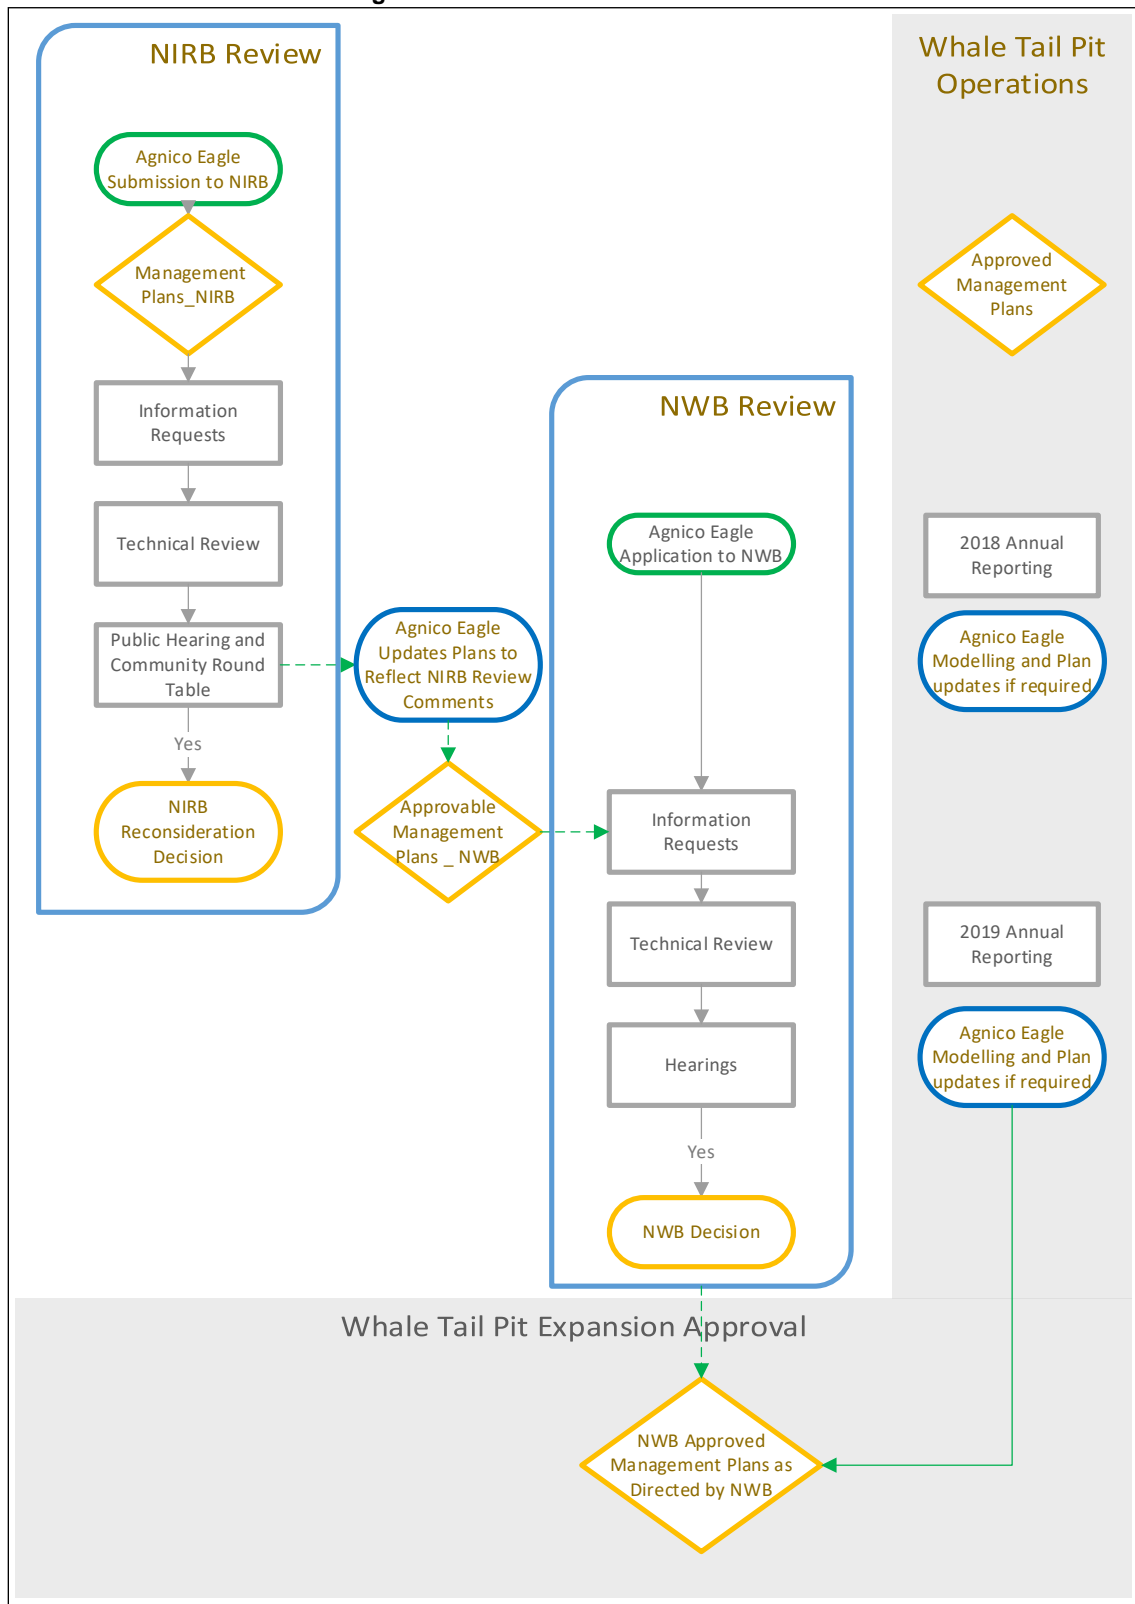 NIRB Review
Agnico Eagle
Submission to NIRB
Management
Plans_NIRB
Information
Requests
Technical Review
Public Hearing and
Community Round
Table
Yes
NIRB
Reconsideration
Decision
Agnico Eagle
Updates Plans to
Reflect NIRB Review
Comments
Approvable
Management
Plans _ NWB
NWB Review
Agnico Eagle
Application to NWB
Information
Requests
Technical Review
Hearings
Yes
NWB Decision
Whale Tail Pit
Operations
Approved
Management
Plans
2018 Annual
Reporting
Agnico Eagle
Modelling and Plan
updates if required
2019 Annual
Reporting
Agnico Eagle
Modelling and Plan
updates if required
Whale Tail Pit Expansion Approval
NWB Approved
Management Plans as
Directed by NWB